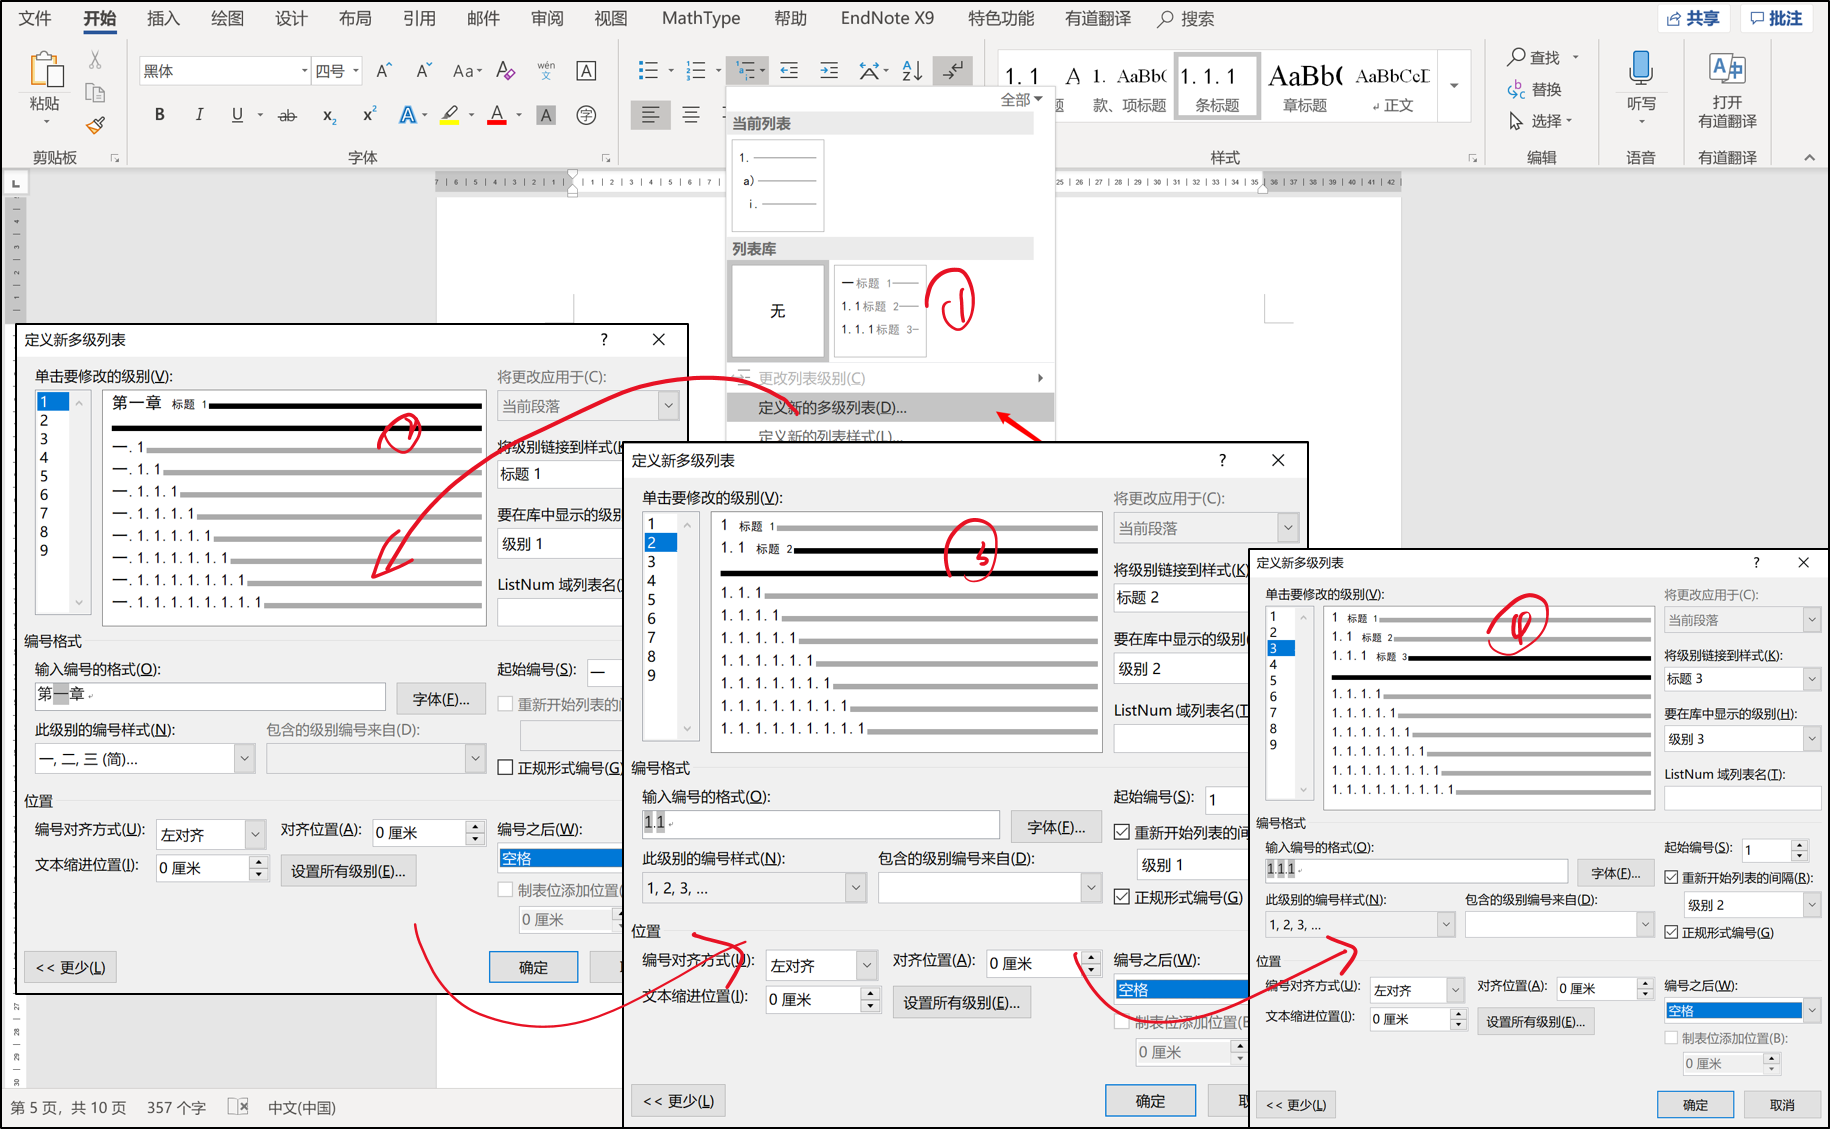 文件 开始 插入 绘图 设计 布局 引用 邮件 审阅 视图 MathType 帮助 EndNote X9 特色功能 有道翻译 搜索 共享 批注
黑体 四号 Aa wén 文 A 字
粘贴
B I U ab x₂ x² A A A
剪贴板 字体 样式 编辑 语音 有道翻译
1. 1 A 1. AaBb( 1. 1. 1 AaBb( AaBbCcD
题 款、项标题 条标题 章标题 正文
查找
替换
选择
听写
打开
有道翻译
全部
当前列表
1.
a)
i.
列表库
无
一 标题 1
1. 1 标题 2
1. 1. 1 标题 3
更改列表级别(C)
定义新的多级列表(D)...
定义新的列表样式(L)...
①
定义新多级列表 ?
单击要修改的级别(V):
1
2
3
4
5
6
7
8
9
第一章 标题 1
一. 1
一. 1. 1
一. 1. 1. 1
一. 1. 1. 1. 1
一. 1. 1. 1. 1. 1
一. 1. 1. 1. 1. 1. 1
一. 1. 1. 1. 1. 1. 1. 1
一. 1. 1. 1. 1. 1. 1. 1. 1
将更改应用于(C):
当前段落
将级别链接到样式(K
标题 1
要在库中显示的级别
级别 1
ListNum 域列表名(
编号格式
输入编号的格式(O):
第一章
字体(F)...
此级别的编号样式(N):
一, 二, 三 (简)...
包含的级别编号来自(D):
起始编号(S): 一
重新开始列表的
正规形式编号(G)
位置
编号对齐方式(U): 左对齐 对齐位置(A): 0 厘米
文本缩进位置(I): 0 厘米 设置所有级别(E)...
编号之后(W):
空格
制表位添加位置(
0 厘米
<< 更少(L) 确定
定义新多级列表 ?
单击要修改的级别(V):
1
2
3
4
5
6
7
8
9
1 标题 1
1. 1 标题 2
1. 1. 1
1. 1. 1. 1
1. 1. 1. 1. 1
1. 1. 1. 1. 1. 1
1. 1. 1. 1. 1. 1. 1
1. 1. 1. 1. 1. 1. 1. 1
1. 1. 1. 1. 1. 1. 1. 1. 1
③
将更改应用于(C):
当前段落
将级别链接到样式(K)
标题 2
要在库中显示的级别(
级别 2
ListNum 域列表名(T
编号格式
输入编号的格式(O):
1.1
字体(F)...
此级别的编号样式(N):
1, 2, 3, ...
包含的级别编号来自(D):
起始编号(S): 1
重新开始列表的间
级别 1
正规形式编号(G)
位置
编号对齐方式(U): 左对齐 对齐位置(A): 0 厘米
文本缩进位置(I): 0 厘米 设置所有级别(E)...
编号之后(W):
空格
制表位添加位置(B
0 厘米
<< 更少(L) 确定
定义新多级列表 ?
单击要修改的级别(V):
1
2
3
4
5
6
7
8
9
1 标题 1
1. 1 标题 2
1. 1. 1 标题 3
1. 1. 1. 1
1. 1. 1. 1. 1
1. 1. 1. 1. 1. 1
1. 1. 1. 1. 1. 1. 1
1. 1. 1. 1. 1. 1. 1. 1
1. 1. 1. 1. 1. 1. 1. 1. 1
④
将更改应用于(C):
当前段落
将级别链接到样式(K):
标题 3
要在库中显示的级别(H):
级别 3
ListNum 域列表名(T):
编号格式
输入编号的格式(O):
1.1.1
字体(F)...
此级别的编号样式(N):
1, 2, 3, ...
包含的级别编号来自(D):
起始编号(S): 1
重新开始列表的间隔(R):
级别 2
正规形式编号(G)
位置
编号对齐方式(U): 左对齐 对齐位置(A): 0 厘米
文本缩进位置(I): 0 厘米 设置所有级别(E)...
编号之后(W):
空格
制表位添加位置(B):
0 厘米
<< 更少(L) 确定 取消
第 5 页，共 10 页 357 个字 中文(中国)